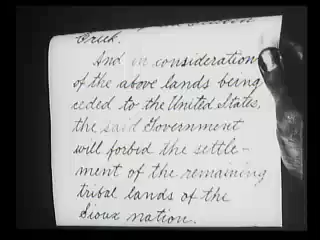 Creek.
And in consideration
of the above lands being
ceded to the United States,
the said Government
will forbid the settle-
ment of the remaining
tribal lands of the
Sioux nation.